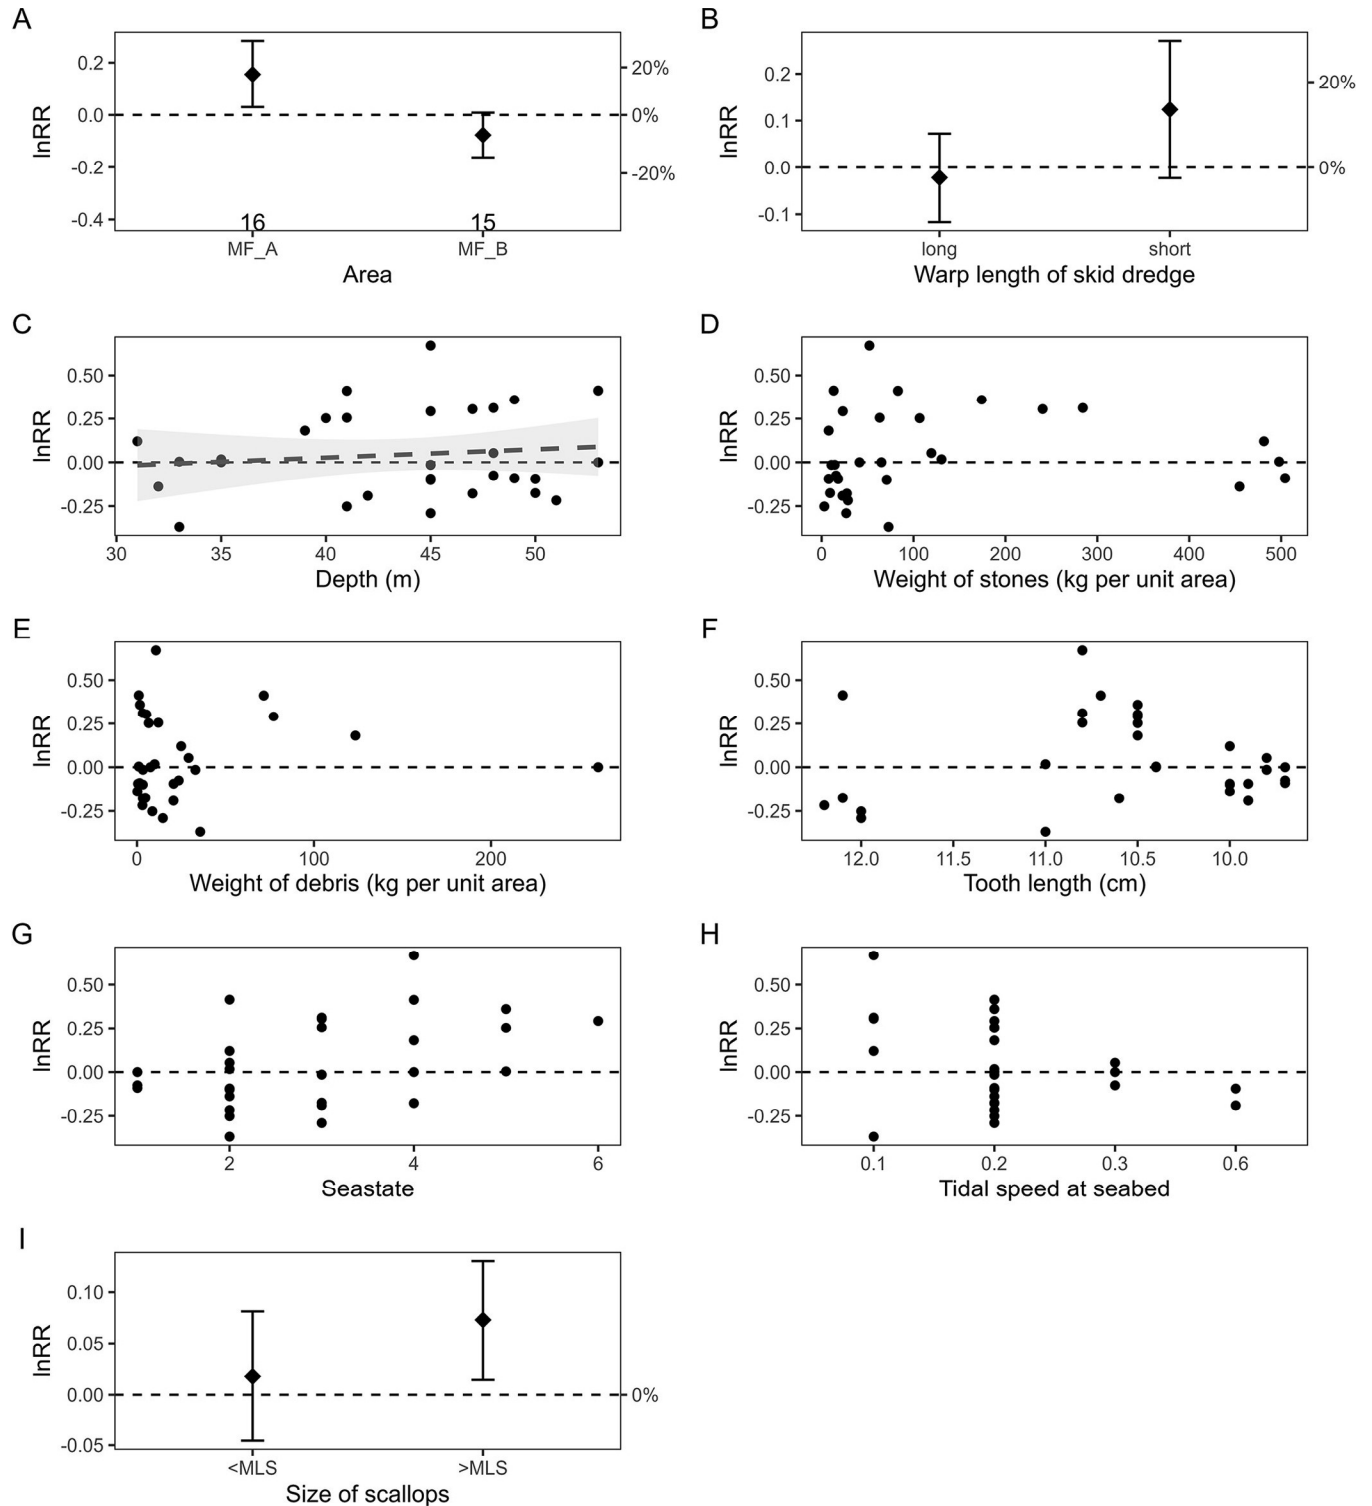 A
lnRR
0.2
0.0
-0.2
-0.4
20%
0%
-20%
16
15
MF_A
MF_B
Area
B
lnRR
0.2
0.1
0.0
-0.1
20%
0%
long
short
Warp length of skid dredge
C
lnRR
0.50
0.25
0.00
-0.25
30 35 40 45 50
Depth (m)
D
lnRR
0.50
0.25
0.00
-0.25
0 100 200 300 400 500
Weight of stones (kg per unit area)
E
lnRR
0.50
0.25
0.00
-0.25
0 100 200
Weight of debris (kg per unit area)
F
lnRR
0.50
0.25
0.00
-0.25
12.0 11.5 11.0 10.5 10.0
Tooth length (cm)
G
lnRR
0.50
0.25
0.00
-0.25
2 4 6
Seastate
H
lnRR
0.50
0.25
0.00
-0.25
0.1 0.2 0.3 0.6
Tidal speed at seabed
I
lnRR
0.10
0.05
0.00
-0.05
0%
<MLS
>MLS
Size of scallops